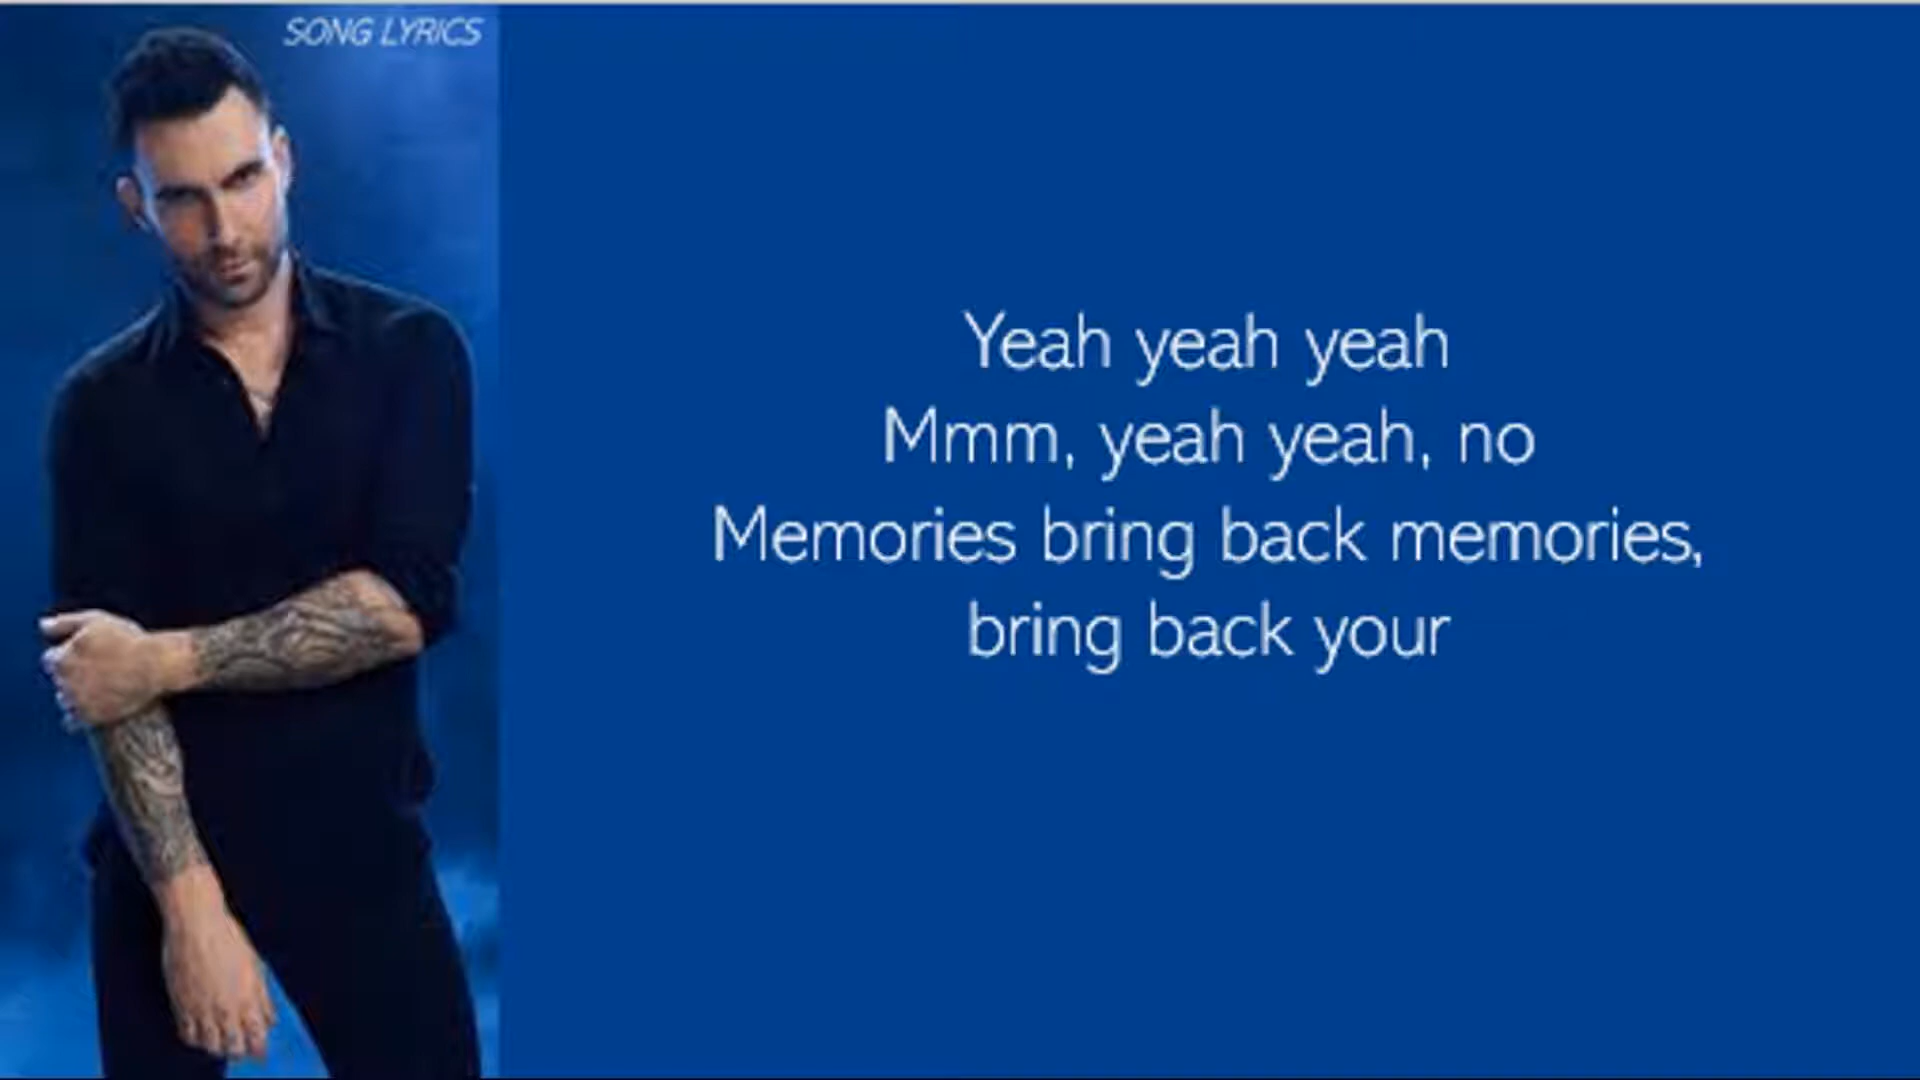 SONG LYRICS
Yeah yeah yeah
Mmm, yeah yeah, no
Memories bring back memories,
bring back your